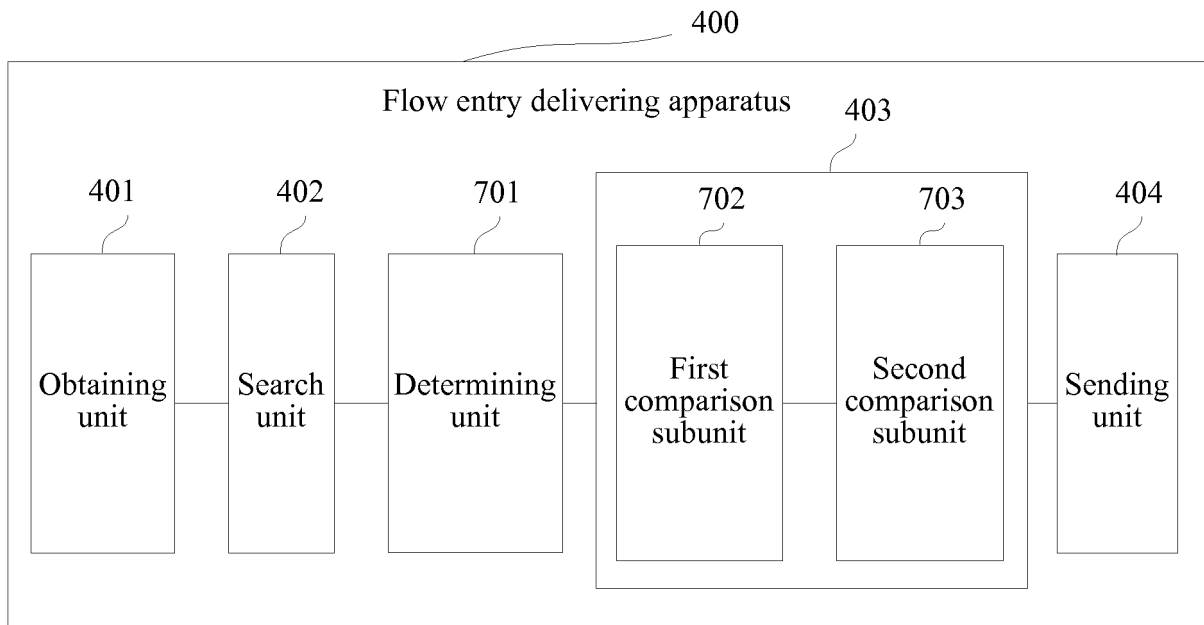 400
Flow entry delivering apparatus
403
401
402
701
702
703
404
Obtaining
unit
Search
unit
Determining
unit
First
comparison
subunit
Second
comparison
subunit
Sending
unit